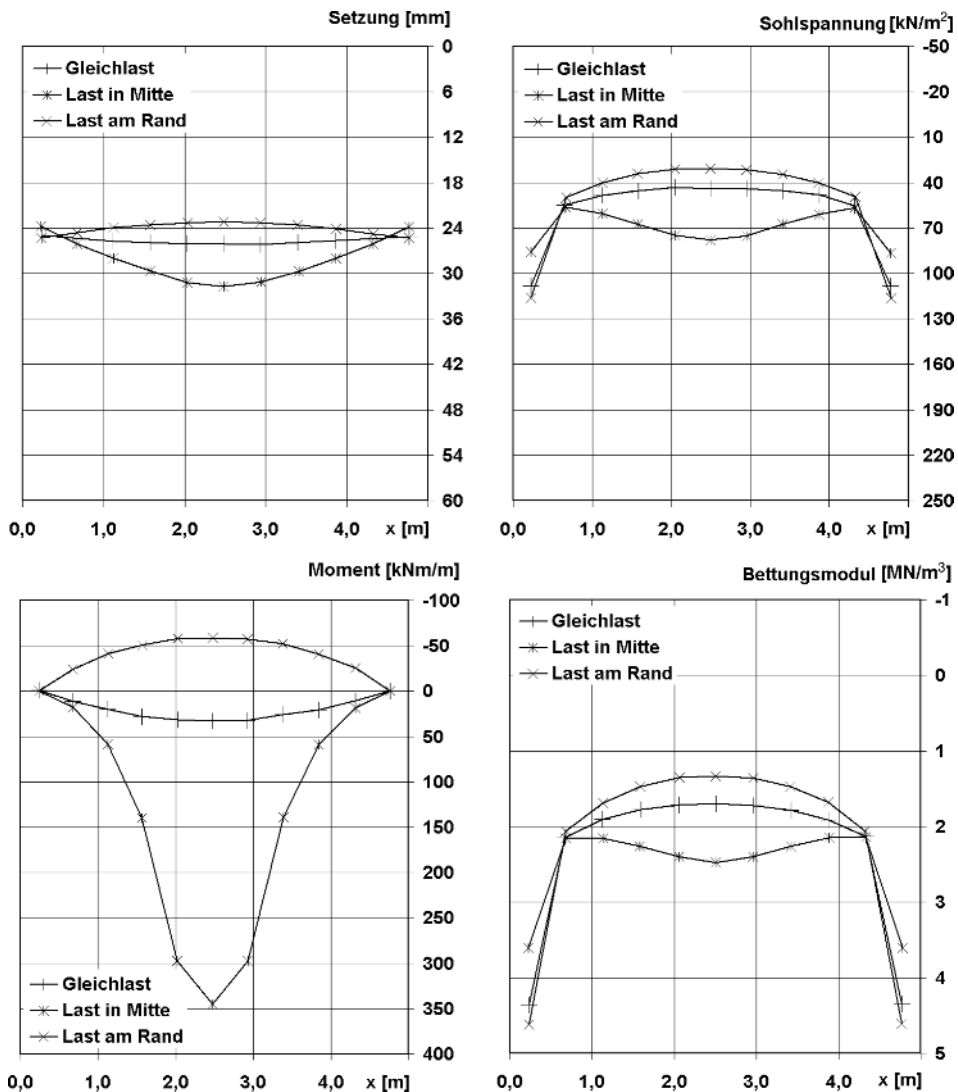 Setzung [mm]
0
6
12
18
24
30
36
42
48
54
60
Gleichlast
Last in Mitte
Last am Rand
0,0 1,0 2,0 3,0 4,0 x [m]
Sohlspannung [kN/m²]
-50
-20
10
40
70
100
130
160
190
220
250
Gleichlast
Last in Mitte
Last am Rand
0,0 1,0 2,0 3,0 4,0 x [m]
Moment [kNm/m]
-100
-50
0
50
100
150
200
250
300
350
400
Gleichlast
Last in Mitte
Last am Rand
0,0 1,0 2,0 3,0 4,0 x [m]
Bettungsmodul [MN/m³]
-1
0
1
2
3
4
5
Gleichlast
Last in Mitte
Last am Rand
0,0 1,0 2,0 3,0 4,0 x [m]